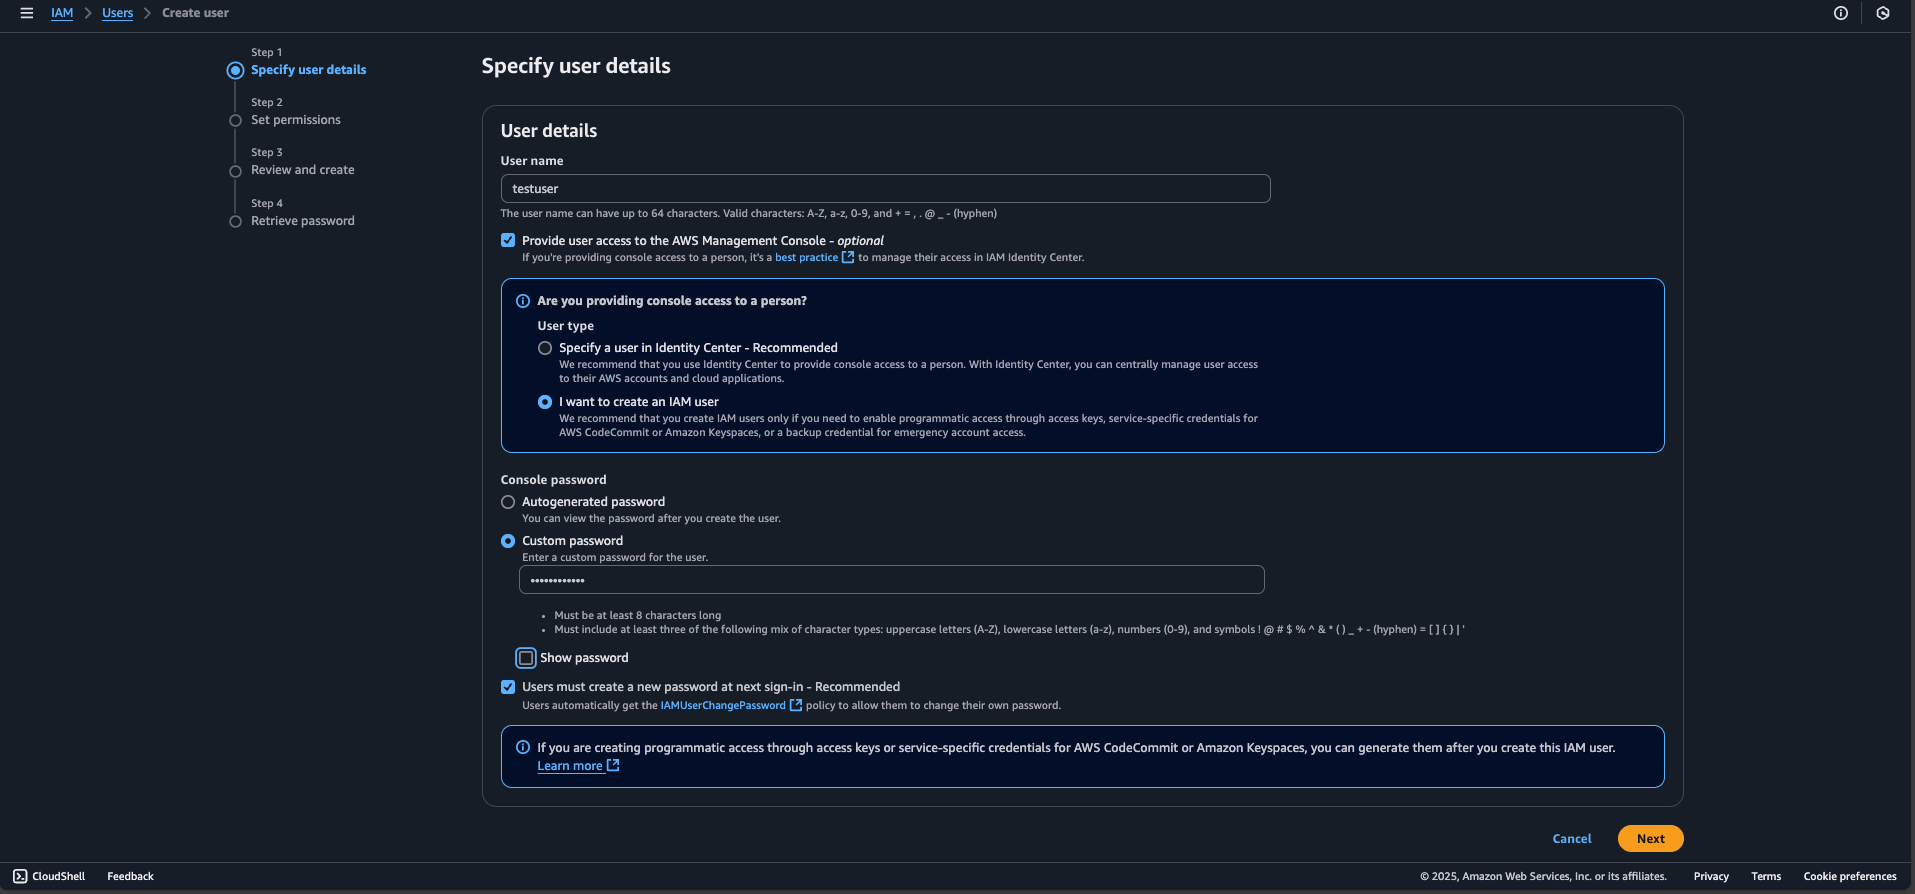 IAM > Users > Create user
Step 1
Specify user details
Step 2
Set permissions
Step 3
Review and create
Step 4
Retrieve password
Specify user details
User details
User name
testuser
The user name can have up to 64 characters. Valid characters: A-Z, a-z, 0-9, and + = , . @ _ - (hyphen)
Provide user access to the AWS Management Console - optional
If you're providing console access to a person, it's a best practice to manage their access in IAM Identity Center.
Are you providing console access to a person?
User type
Specify a user in Identity Center - Recommended
We recommend that you use Identity Center to provide console access to a person. With Identity Center, you can centrally manage user access
to their AWS accounts and cloud applications.
I want to create an IAM user
We recommend that you create IAM users only if you need to enable programmatic access through access keys, service-specific credentials for
AWS CodeCommit or Amazon Keyspaces, or a backup credential for emergency account access.
Console password
Autogenerated password
You can view the password after you create the user.
Custom password
Enter a custom password for the user.
••••••••••••
• Must be at least 8 characters long
• Must include at least three of the following mix of character types: uppercase letters (A-Z), lowercase letters (a-z), numbers (0-9), and symbols ! @ # $ % ^ & * ( ) _ + - (hyphen) = [ ] { } | '
Show password
Users must create a new password at next sign-in - Recommended
Users automatically get the IAMUserChangePassword policy to allow them to change their own password.
If you are creating programmatic access through access keys or service-specific credentials for AWS CodeCommit or Amazon Keyspaces, you can generate them after you create this IAM user.
Learn more
Cancel Next
CloudShell Feedback © 2025, Amazon Web Services, Inc. or its affiliates. Privacy Terms Cookie preferences